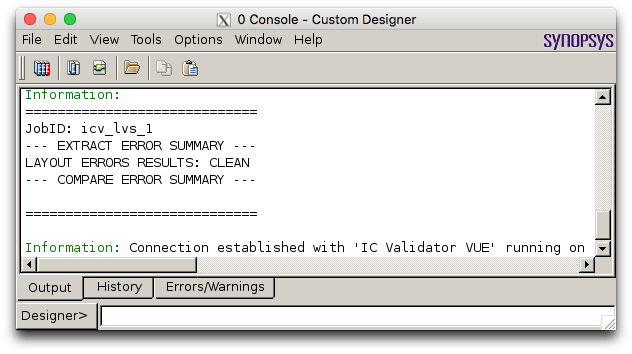 0 Console - Custom Designer
File Edit View Tools Options Window Help
SYNOPSYS
Information:
=============================
JobID: icv_lvs_1
--- EXTRACT ERROR SUMMARY ---
LAYOUT ERRORS RESULTS: CLEAN
--- COMPARE ERROR SUMMARY ---
=============================
Information: Connection established with 'IC Validator VUE' running on
Output History Errors/Warnings
Designer>